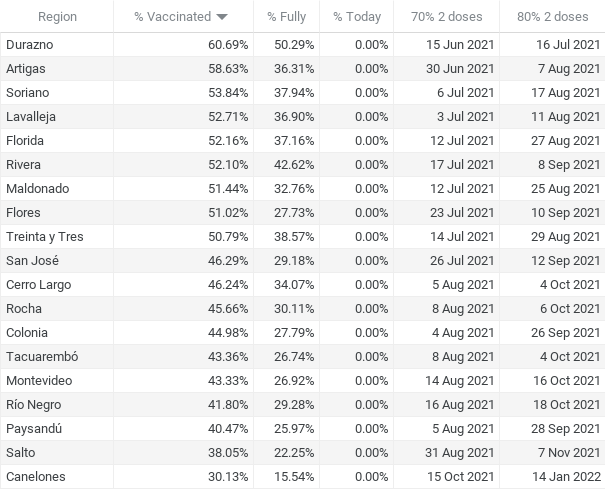 Region % Vaccinated % Fully % Today 70% 2 doses 80% 2 doses
Durazno 60.69% 50.29% 0.00% 15 Jun 2021 16 Jul 2021
Artigas 58.63% 36.31% 0.00% 30 Jun 2021 7 Aug 2021
Soriano 53.84% 37.94% 0.00% 6 Jul 2021 17 Aug 2021
Lavalleja 52.71% 36.90% 0.00% 3 Jul 2021 11 Aug 2021
Florida 52.16% 37.16% 0.00% 12 Jul 2021 27 Aug 2021
Rivera 52.10% 42.62% 0.00% 17 Jul 2021 8 Sep 2021
Maldonado 51.44% 32.76% 0.00% 12 Jul 2021 25 Aug 2021
Flores 51.02% 27.73% 0.00% 23 Jul 2021 10 Sep 2021
Treinta y Tres 50.79% 38.57% 0.00% 14 Jul 2021 29 Aug 2021
San José 46.29% 29.18% 0.00% 26 Jul 2021 12 Sep 2021
Cerro Largo 46.24% 34.07% 0.00% 5 Aug 2021 4 Oct 2021
Rocha 45.66% 30.11% 0.00% 8 Aug 2021 6 Oct 2021
Colonia 44.98% 27.79% 0.00% 4 Aug 2021 26 Sep 2021
Tacuarembó 43.36% 26.74% 0.00% 8 Aug 2021 4 Oct 2021
Montevideo 43.33% 26.92% 0.00% 14 Aug 2021 16 Oct 2021
Río Negro 41.80% 29.28% 0.00% 16 Aug 2021 18 Oct 2021
Paysandú 40.47% 25.97% 0.00% 5 Aug 2021 28 Sep 2021
Salto 38.05% 22.25% 0.00% 31 Aug 2021 7 Nov 2021
Canelones 30.13% 15.54% 0.00% 15 Oct 2021 14 Jan 2022